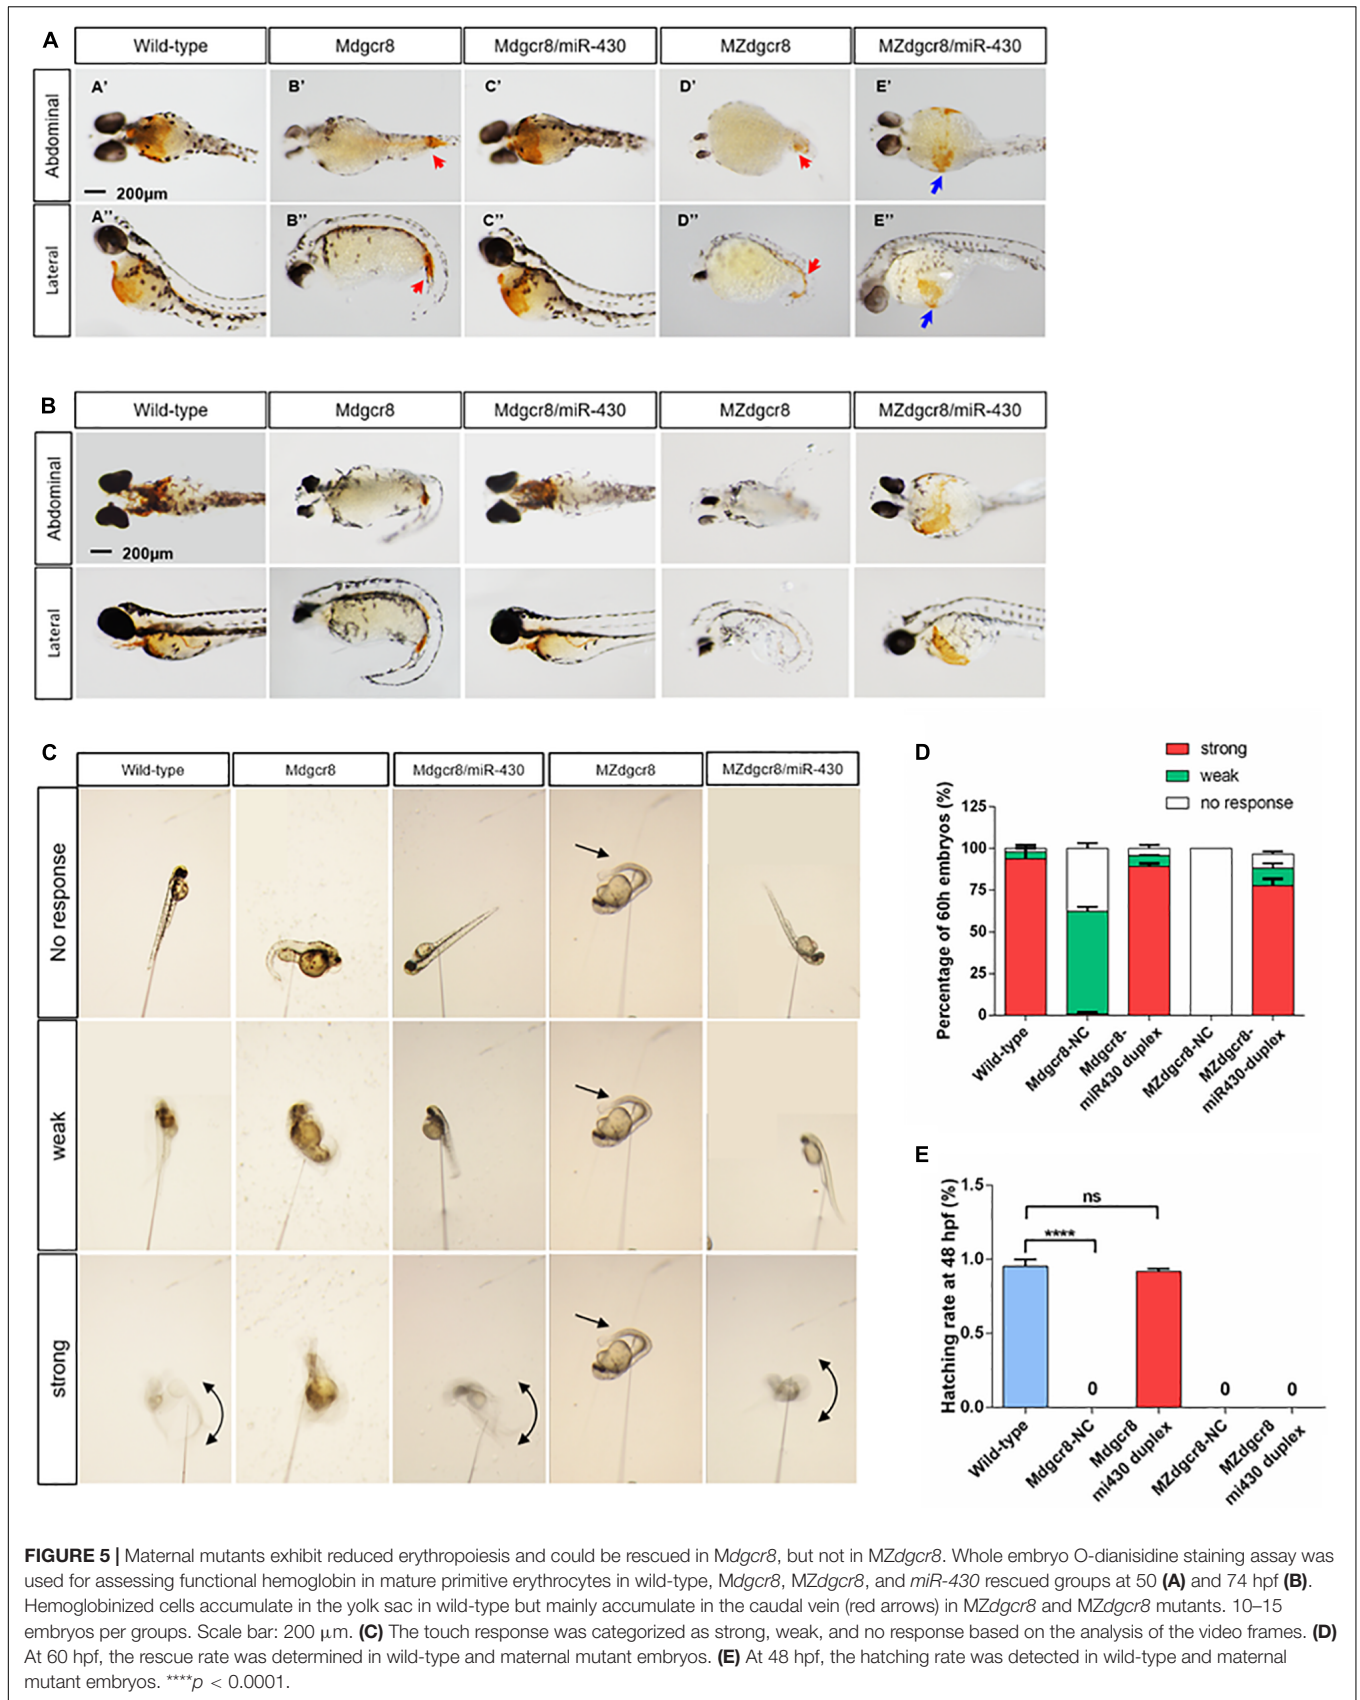 A
Wild-type
Mdgcr8
Mdgcr8/miR-430
MZdgcr8
MZdgcr8/miR-430
Abdominal
A'
B'
C'
D'
E'
200µm
Lateral
A''
B''
C''
D''
E''
B
Wild-type
Mdgcr8
Mdgcr8/miR-430
MZdgcr8
MZdgcr8/miR-430
Abdominal
200µm
Lateral
C
Wild-type
Mdgcr8
Mdgcr8/miR-430
MZdgcr8
MZdgcr8/miR-430
No response
weak
strong
D
strong
weak
no response
Percentage of 60h embryos (%)
125
100
75
50
25
0
Wild-type
Mdgcr8-NC
Mdgcr8-
miR430 duplex
MZdgcr8-NC
MZdgcr8-
miR430-duplex
E
Hatching rate at 48 hpf (%)
1.5
1.0
0.5
0.0
ns
****
0
0
0
Wild-type
Mdgcr8-NC
Mdgcr8
mi430 duplex
MZdgcr8-NC
MZdgcr8
mi430 duplex
FIGURE 5 | Maternal mutants exhibit reduced erythropoiesis and could be rescued in Mdgcr8, but not in MZdgcr8. Whole embryo O-dianisidine staining assay was
used for assessing functional hemoglobin in mature primitive erythrocytes in wild-type, Mdgcr8, MZdgcr8, and miR-430 rescued groups at 50 (A) and 74 hpf (B).
Hemoglobinized cells accumulate in the yolk sac in wild-type but mainly accumulate in the caudal vein (red arrows) in MZdgcr8 and MZdgcr8 mutants. 10–15
embryos per groups. Scale bar: 200 µm. (C) The touch response was categorized as strong, weak, and no response based on the analysis of the video frames. (D)
At 60 hpf, the rescue rate was determined in wild-type and maternal mutant embryos. (E) At 48 hpf, the hatching rate was detected in wild-type and maternal
mutant embryos. ****p < 0.0001.